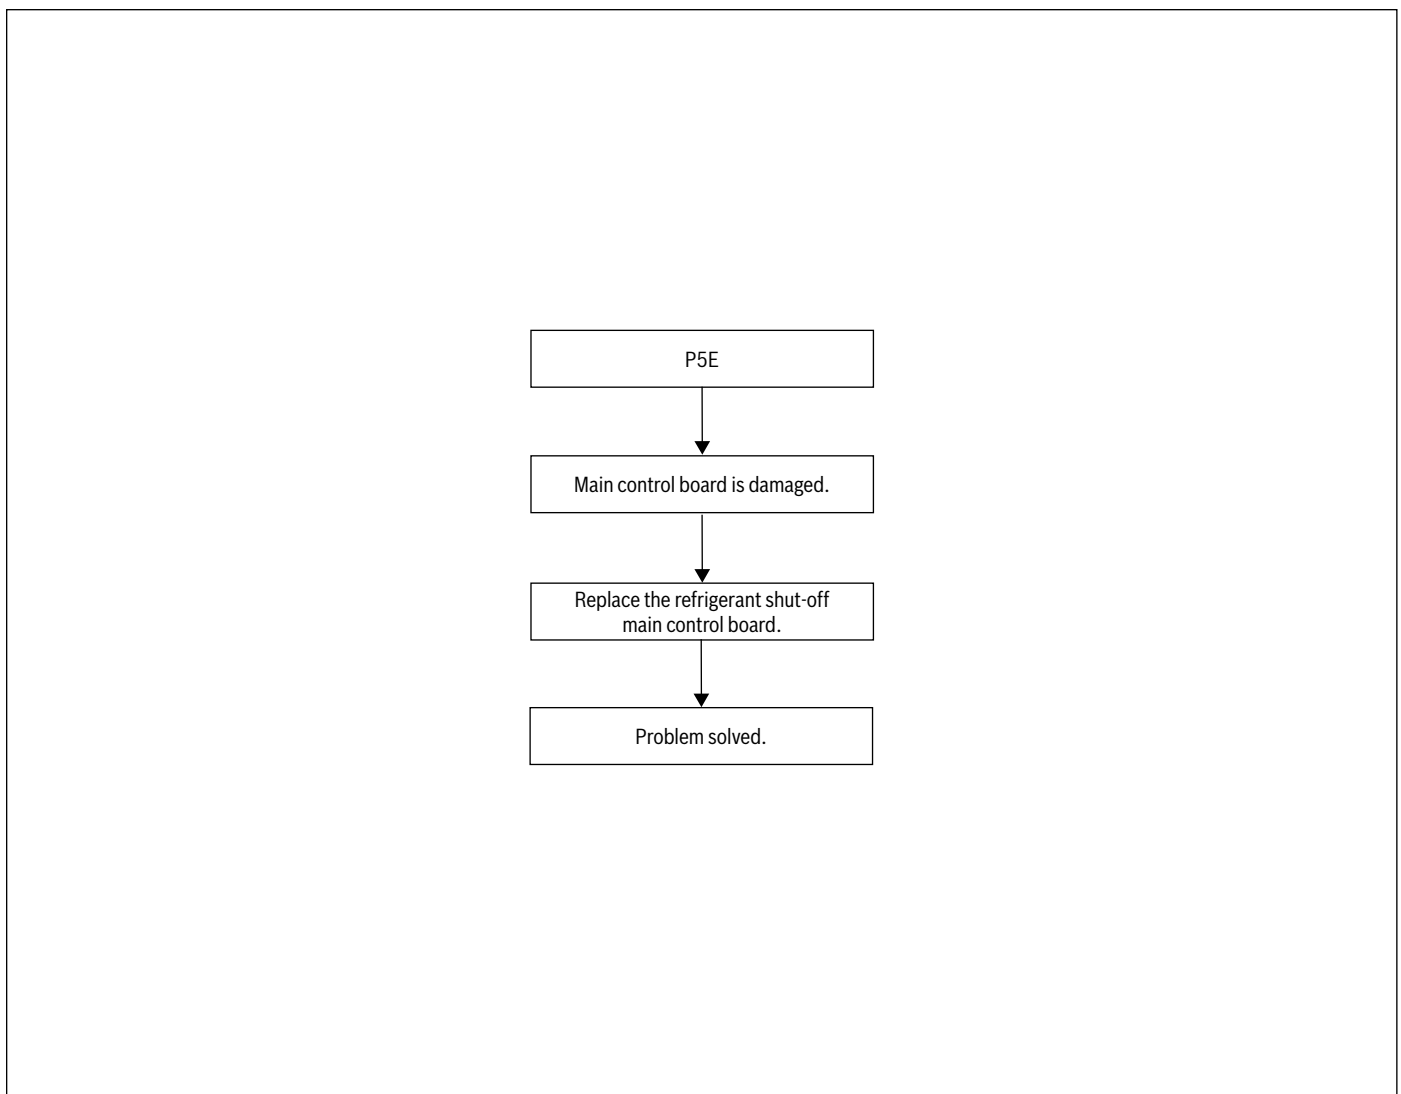 P5E
Main control board is damaged.
Replace the refrigerant shut-off
main control board.
Problem solved.